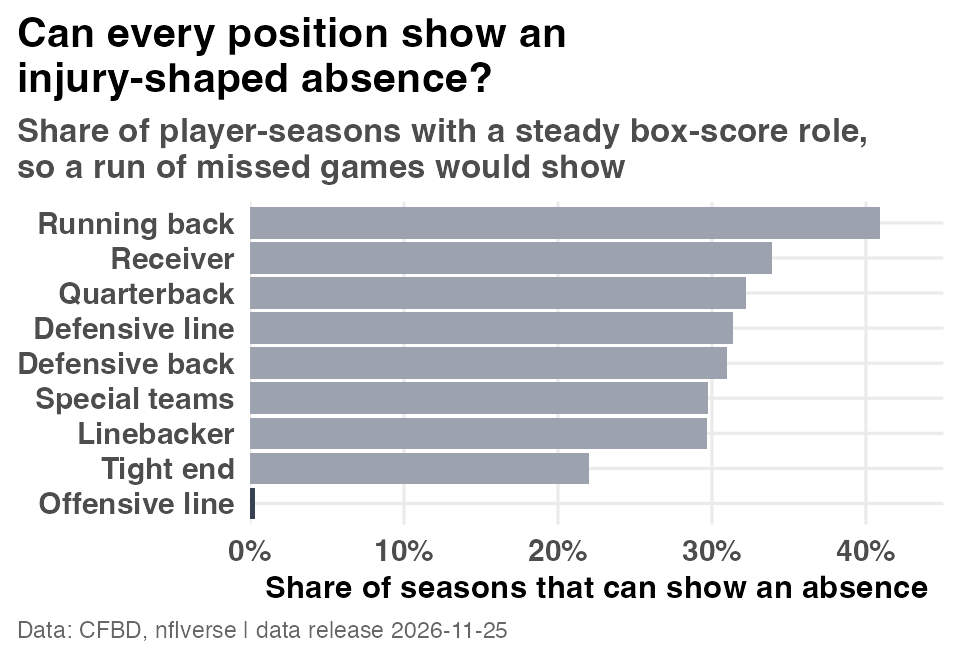 Can every position show an
injury-shaped absence?
Share of player-seasons with a steady box-score role,
so a run of missed games would show
Running back
Receiver
Quarterback
Defensive line
Defensive back
Special teams
Linebacker
Tight end
Offensive line
0% 10% 20% 30% 40%
Share of seasons that can show an absence
Data: CFBD, nflverse | data release 2026-11-25